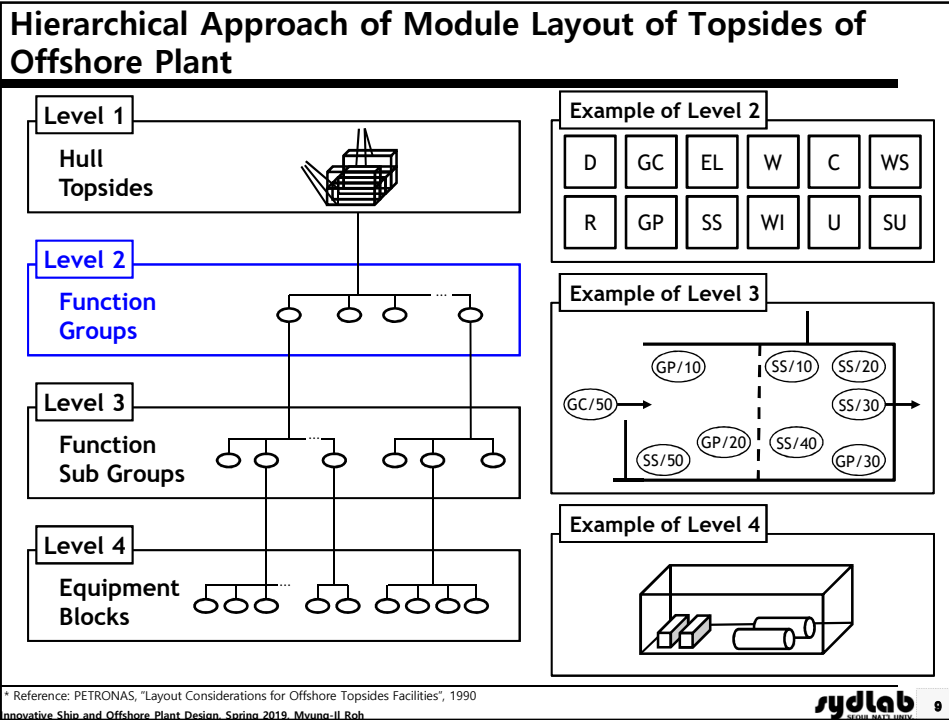 Hierarchical Approach of Module Layout of Topsides of
Offshore Plant
Level 1
Hull
Topsides
Level 2
Function
Groups
...
Level 3
Function
Sub Groups
...
Level 4
Equipment
Blocks
...
Example of Level 2
D GC EL W C WS
R GP SS WI U SU
Example of Level 3
GP/10 SS/10 SS/20
GC/50 SS/30
GP/20 SS/40
SS/50 GP/30
Example of Level 4
* Reference: PETRONAS, "Layout Considerations for Offshore Topsides Facilities", 1990
Innovative Ship and Offshore Plant Design, Spring 2019, Myung-Il Roh
sydlab
SEOUL NAT'L UNIV.
9